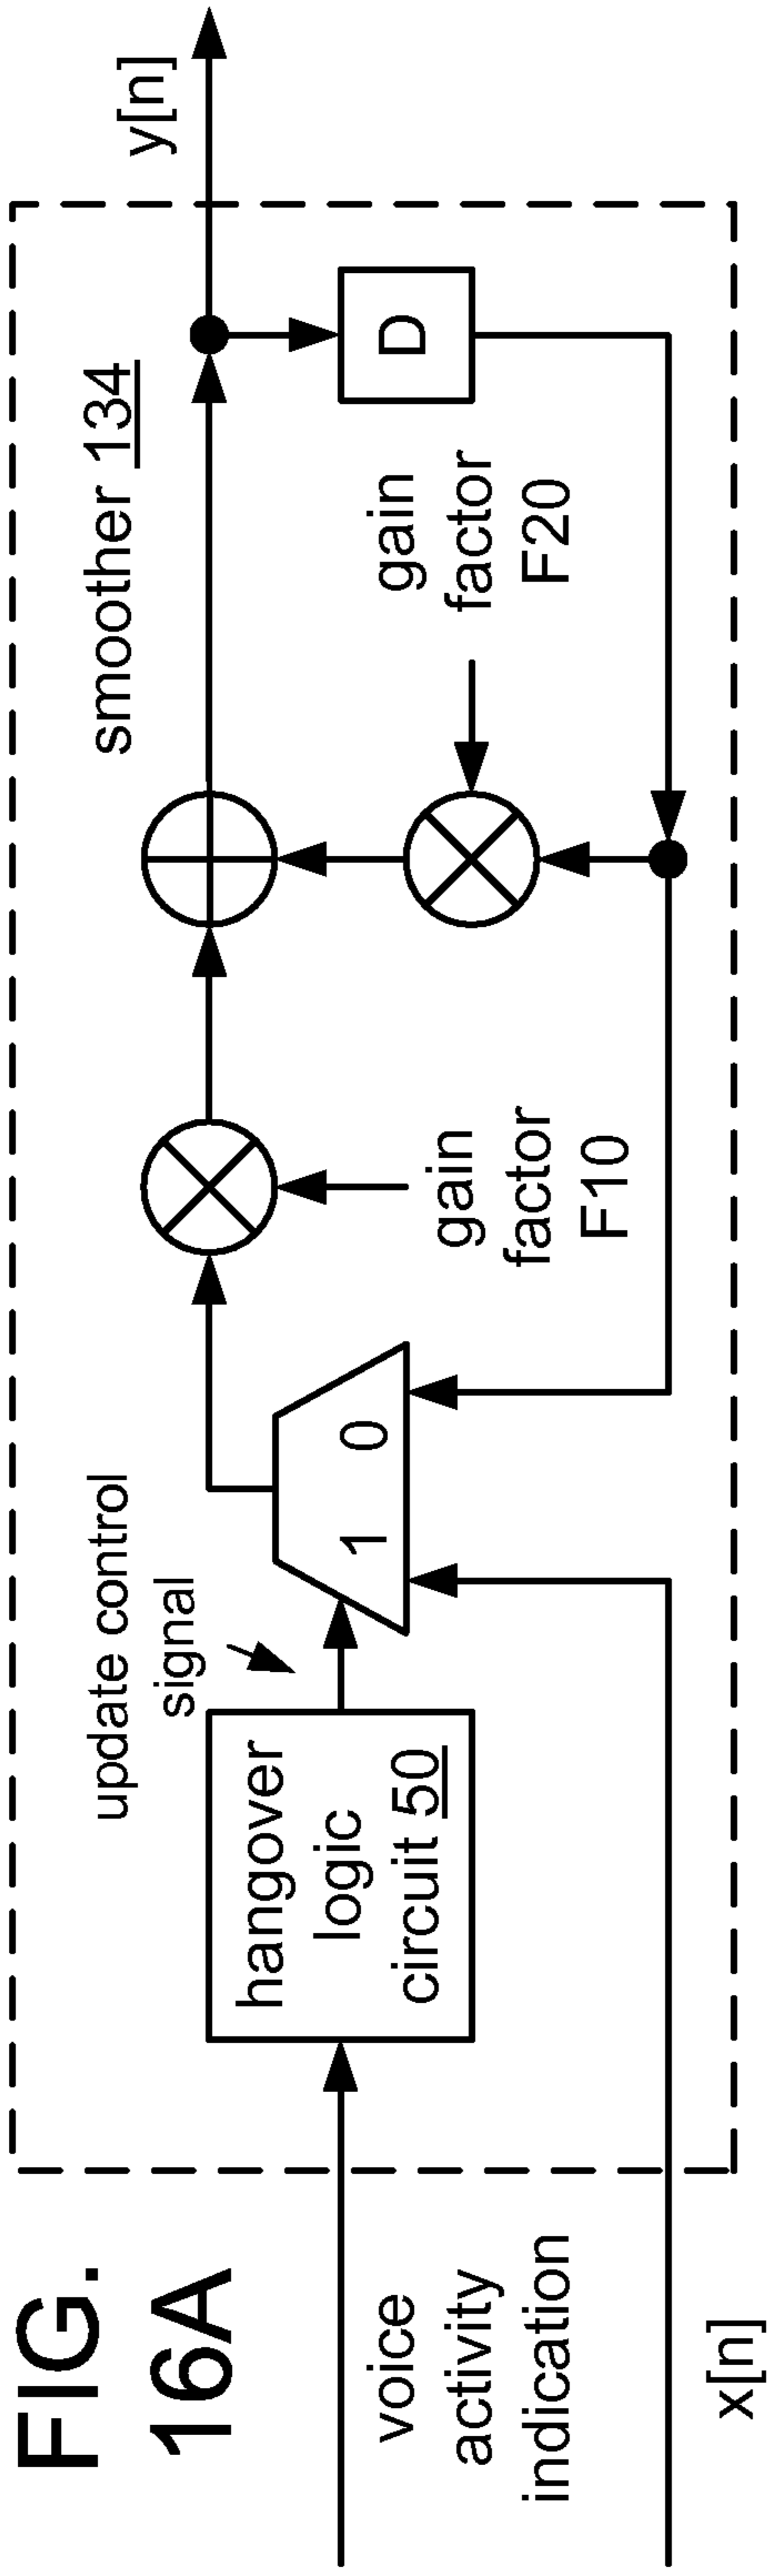 FIG.
16A
smoother 134
y[n]
update control
signal
hangover
logic
circuit 50
1 0
gain
factor
F10
gain
factor
F20
D
voice
activity
indication
x[n]